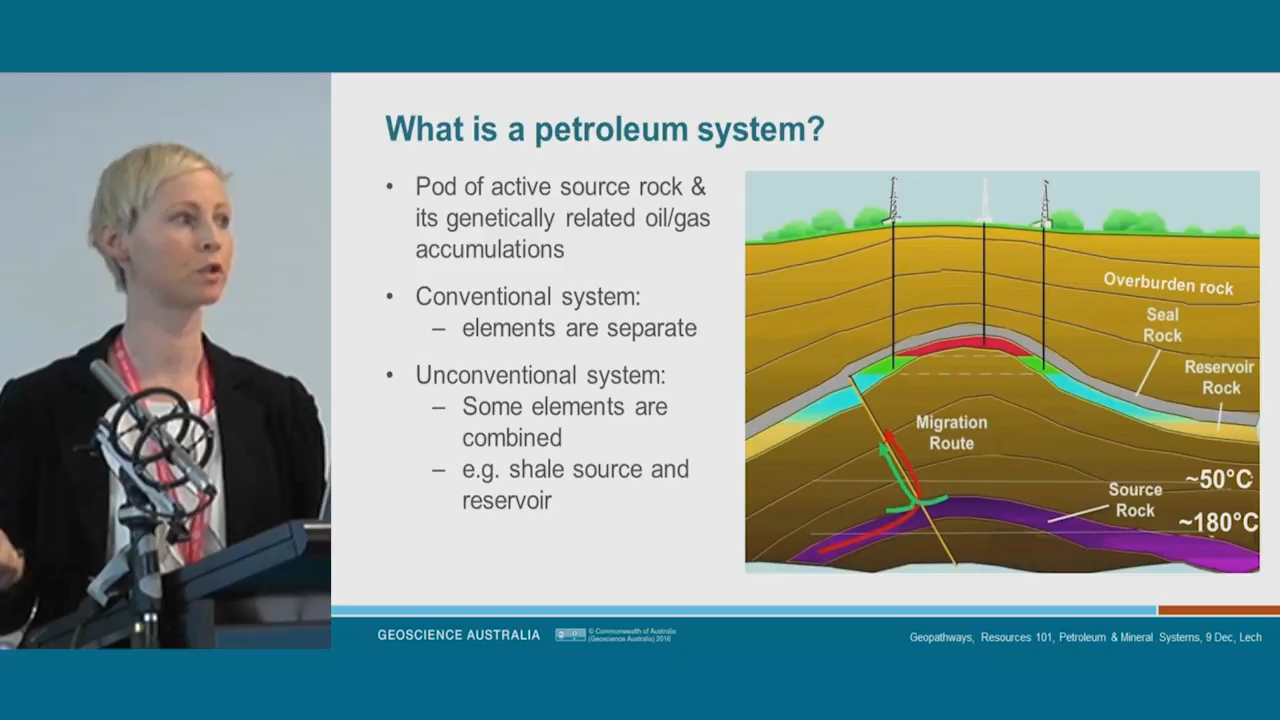 What is a petroleum system?
• Pod of active source rock &
its genetically related oil/gas
accumulations
• Conventional system:
– elements are separate
• Unconventional system:
– Some elements are
combined
– e.g. shale source and
reservoir
Overburden rock
Seal
Rock
Reservoir
Rock
Migration
Route
~50°C
Source
Rock
~180°C
GEOSCIENCE AUSTRALIA
© Commonwealth of Australia
(Geoscience Australia) 2016
Geopathways, Resources 101, Petroleum & Mineral Systems, 9 Dec, Lech